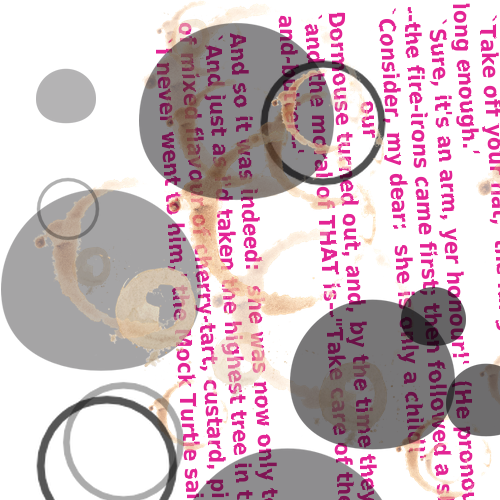 `Take off your hat,' the King
long enough.'
`Sure, it's an arm, yer honour!'  (He pronou
--the fire-irons came first; then followed a s
`Consider, my dear:  she is only a child!'
our
Dormouse turned out, and, by the time they
`and the moral of THAT is--"Take care of th
and-butter.'
And so it was indeed:  she was now only t
`And just as I'd taken the highest tree in t
of mixed flavour of cherry-tart, custard, pi
`I never went to him,' the Mock Turtle sai